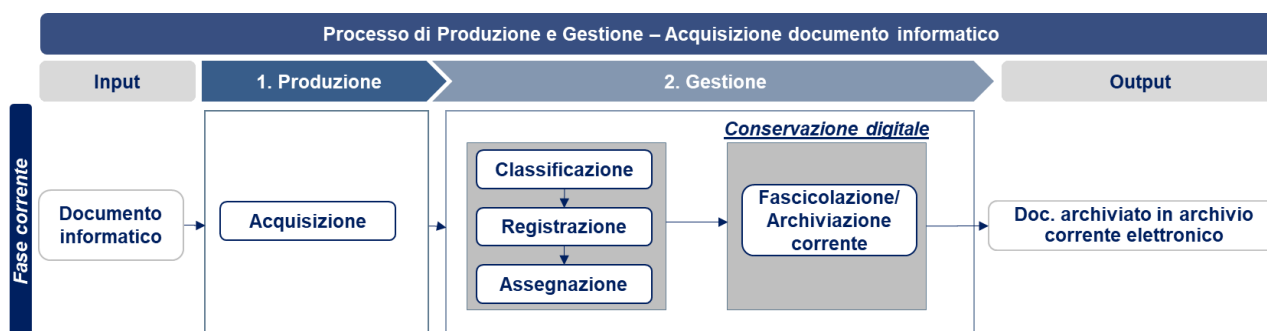 Processo di Produzione e Gestione – Acquisizione documento informatico
Input
1. Produzione
2. Gestione
Output
Fase corrente
Documento
informatico
Acquisizione
Classificazione
Registrazione
Assegnazione
Conservazione digitale
Fascicolazione/
Archiviazione
corrente
Doc. archiviato in archivio
corrente elettronico